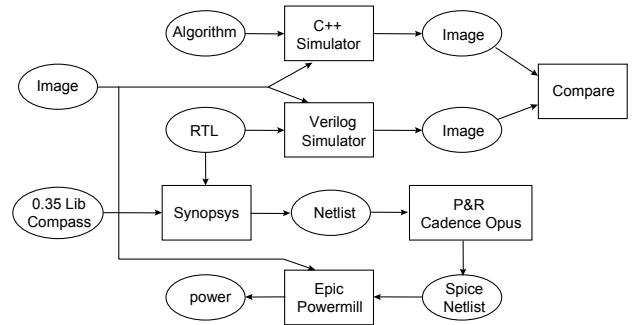 Algorithm
C++
Simulator
Image
Image
Compare
RTL
Verilog
Simulator
Image
0.35 Lib
Compass
Synopsys
Netlist
P&R
Cadence Opus
power
Epic
Powermill
Spice
Netlist